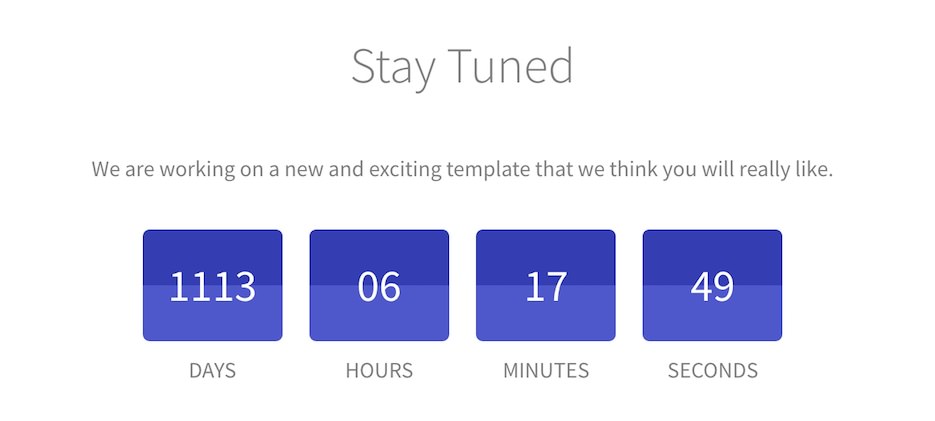 Stay Tuned
We are working on a new and exciting template that we think you will really like.
1113 06 17 49
DAYS HOURS MINUTES SECONDS